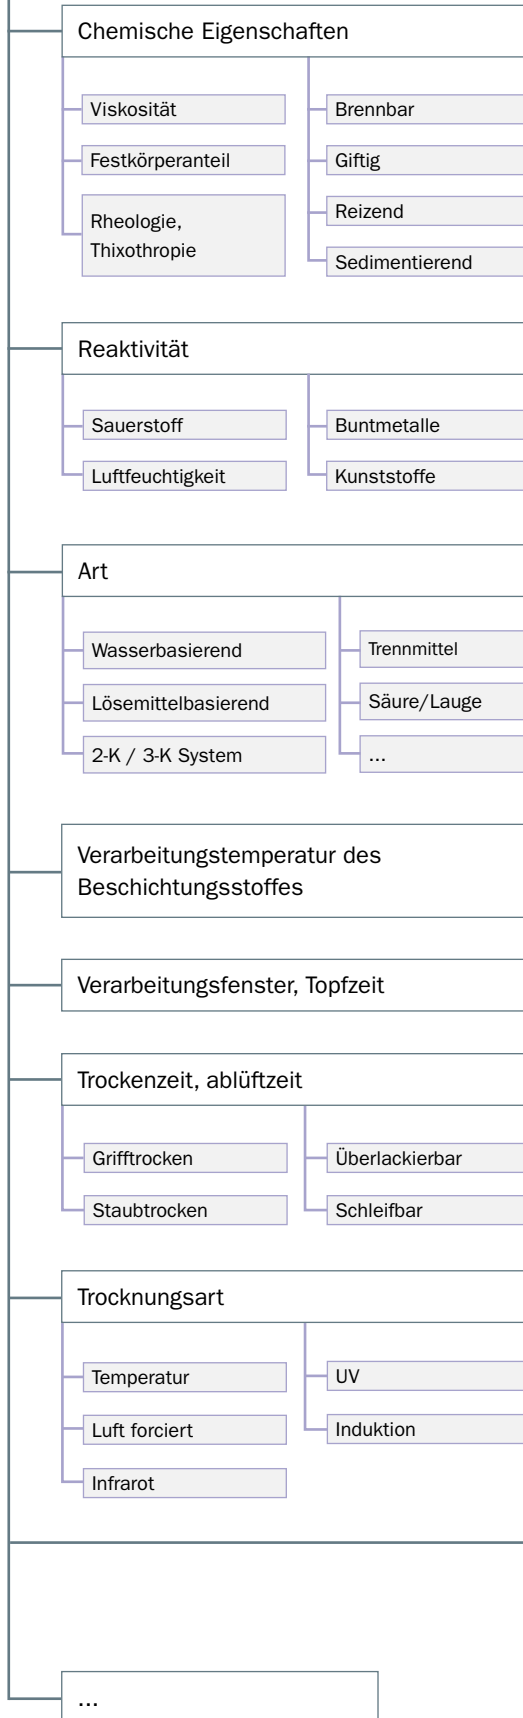 Chemische Eigenschaften
Viskosität
Festkörperanteil
Rheologie,
Thixothropie
Brennbar
Giftig
Reizend
Sedimentierend
Reaktivität
Sauerstoff
Luftfeuchtigkeit
Buntmetalle
Kunststoffe
Art
Wasserbasierend
Lösemittelbasierend
2-K / 3-K System
Trennmittel
Säure/Lauge
...
Verarbeitungstemperatur des
Beschichtungsstoffes
Verarbeitungsfenster, Topfzeit
Trockenzeit, ablüftzeit
Grifftrocken
Staubtrocken
Überlackierbar
Schleifbar
Trocknungsart
Temperatur
Luft forciert
Infrarot
UV
Induktion
...